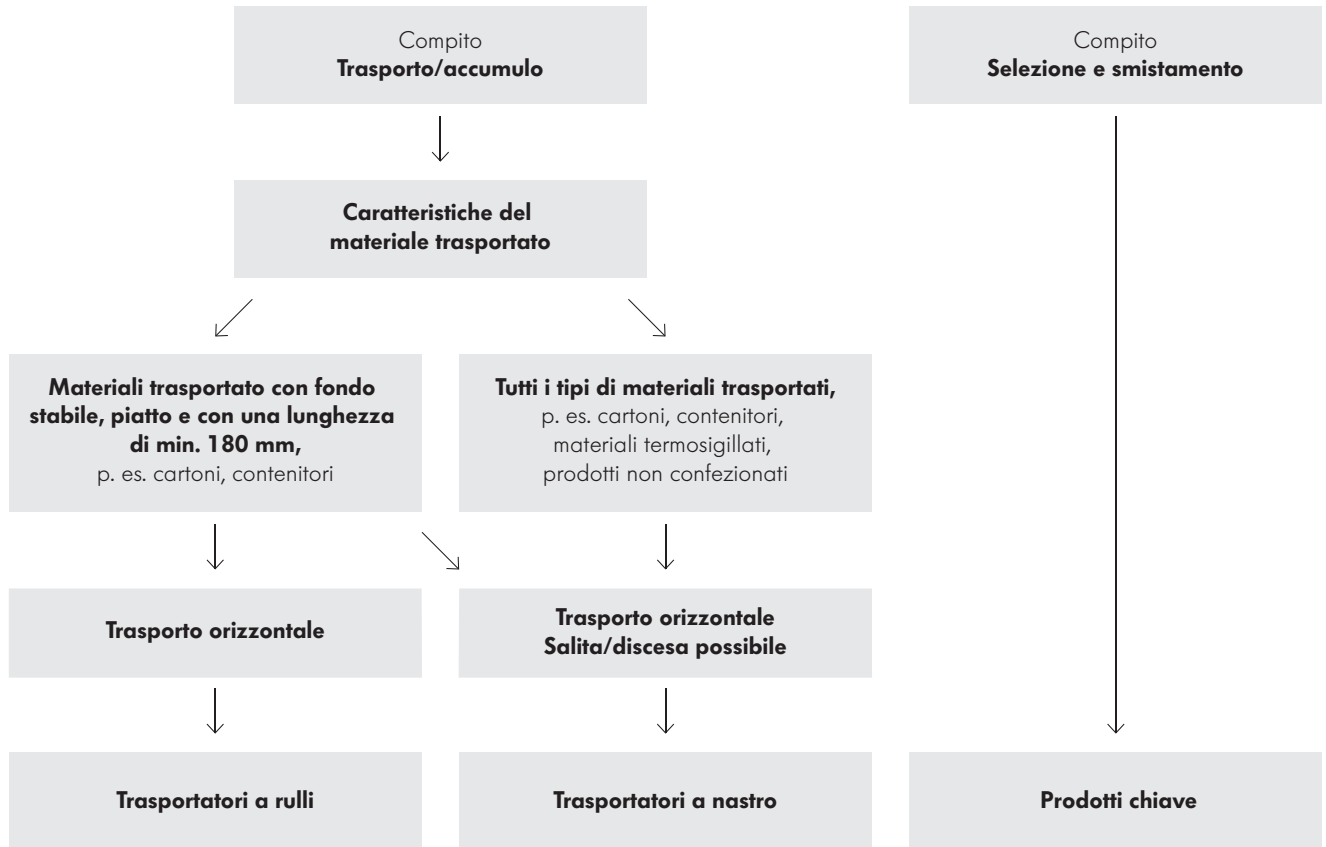 Compito
Trasporto/accumulo
Compito
Selezione e smistamento
Caratteristiche del
materiale trasportato
Materiali trasportato con fondo
stabile, piatto e con una lunghezza
di min. 180 mm,
p. es. cartoni, contenitori
Tutti i tipi di materiali trasportati,
p. es. cartoni, contenitori,
materiali termosigillati,
prodotti non confezionati
Trasporto orizzontale
Trasporto orizzontale
Salita/discesa possibile
Trasportatori a rulli
Trasportatori a nastro
Prodotti chiave